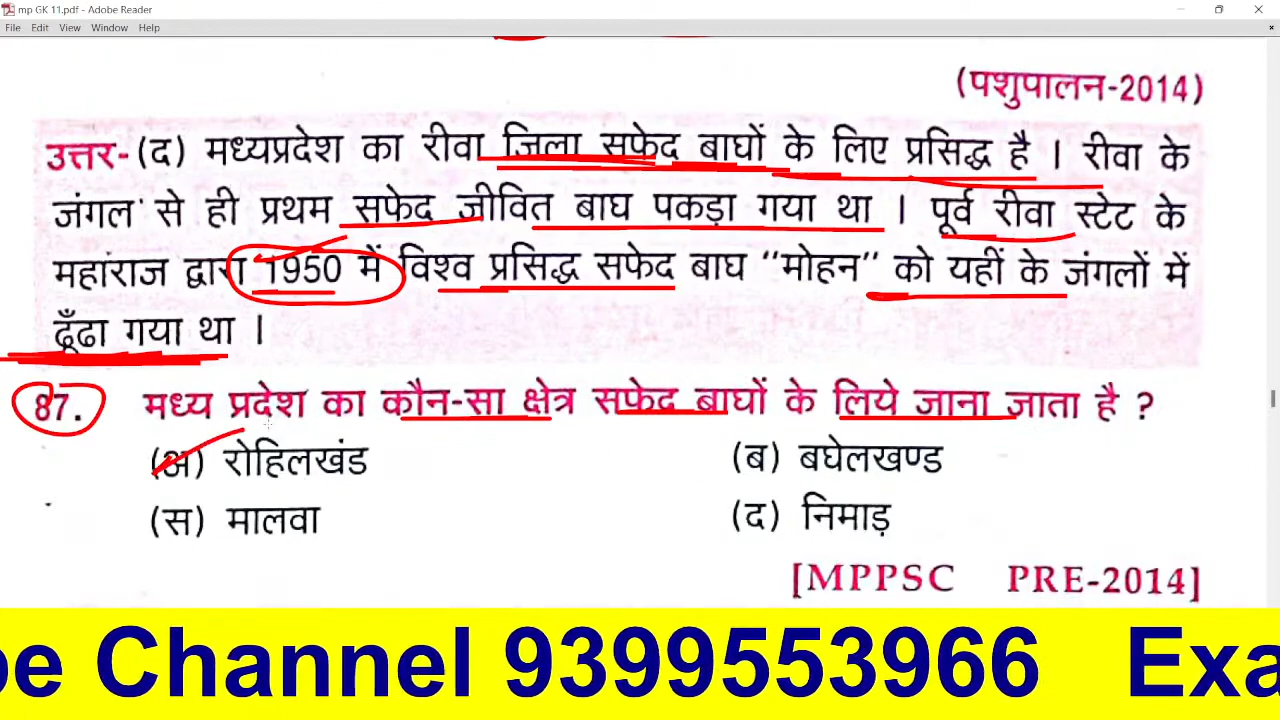 mp GK 11.pdf - Adobe Reader
File Edit View Window Help
(पशुपालन-2014)
उत्तर-(द) मध्यप्रदेश का रीवा जिला सफेद बाघों के लिए प्रसिद्ध है । रीवा के
जंगल से ही प्रथम सफेद जीवित बाघ पकड़ा गया था । पूर्व रीवा स्टेट के
महांराज द्वारा 1950 में विश्व प्रसिद्ध सफेद बाघ ‘‘मोहन’’ को यहीं के जंगलों में
ढूँढा गया था ।
87. मध्य प्रदेश का कौन-सा क्षेत्र सफेद बाघों के लिये जाना जाता है ?
(अ) रोहिलखंड (ब) बघेलखण्ड
(स) मालवा (द) निमाड़
[MPPSC PRE-2014]
be Channel 9399553966 Exa